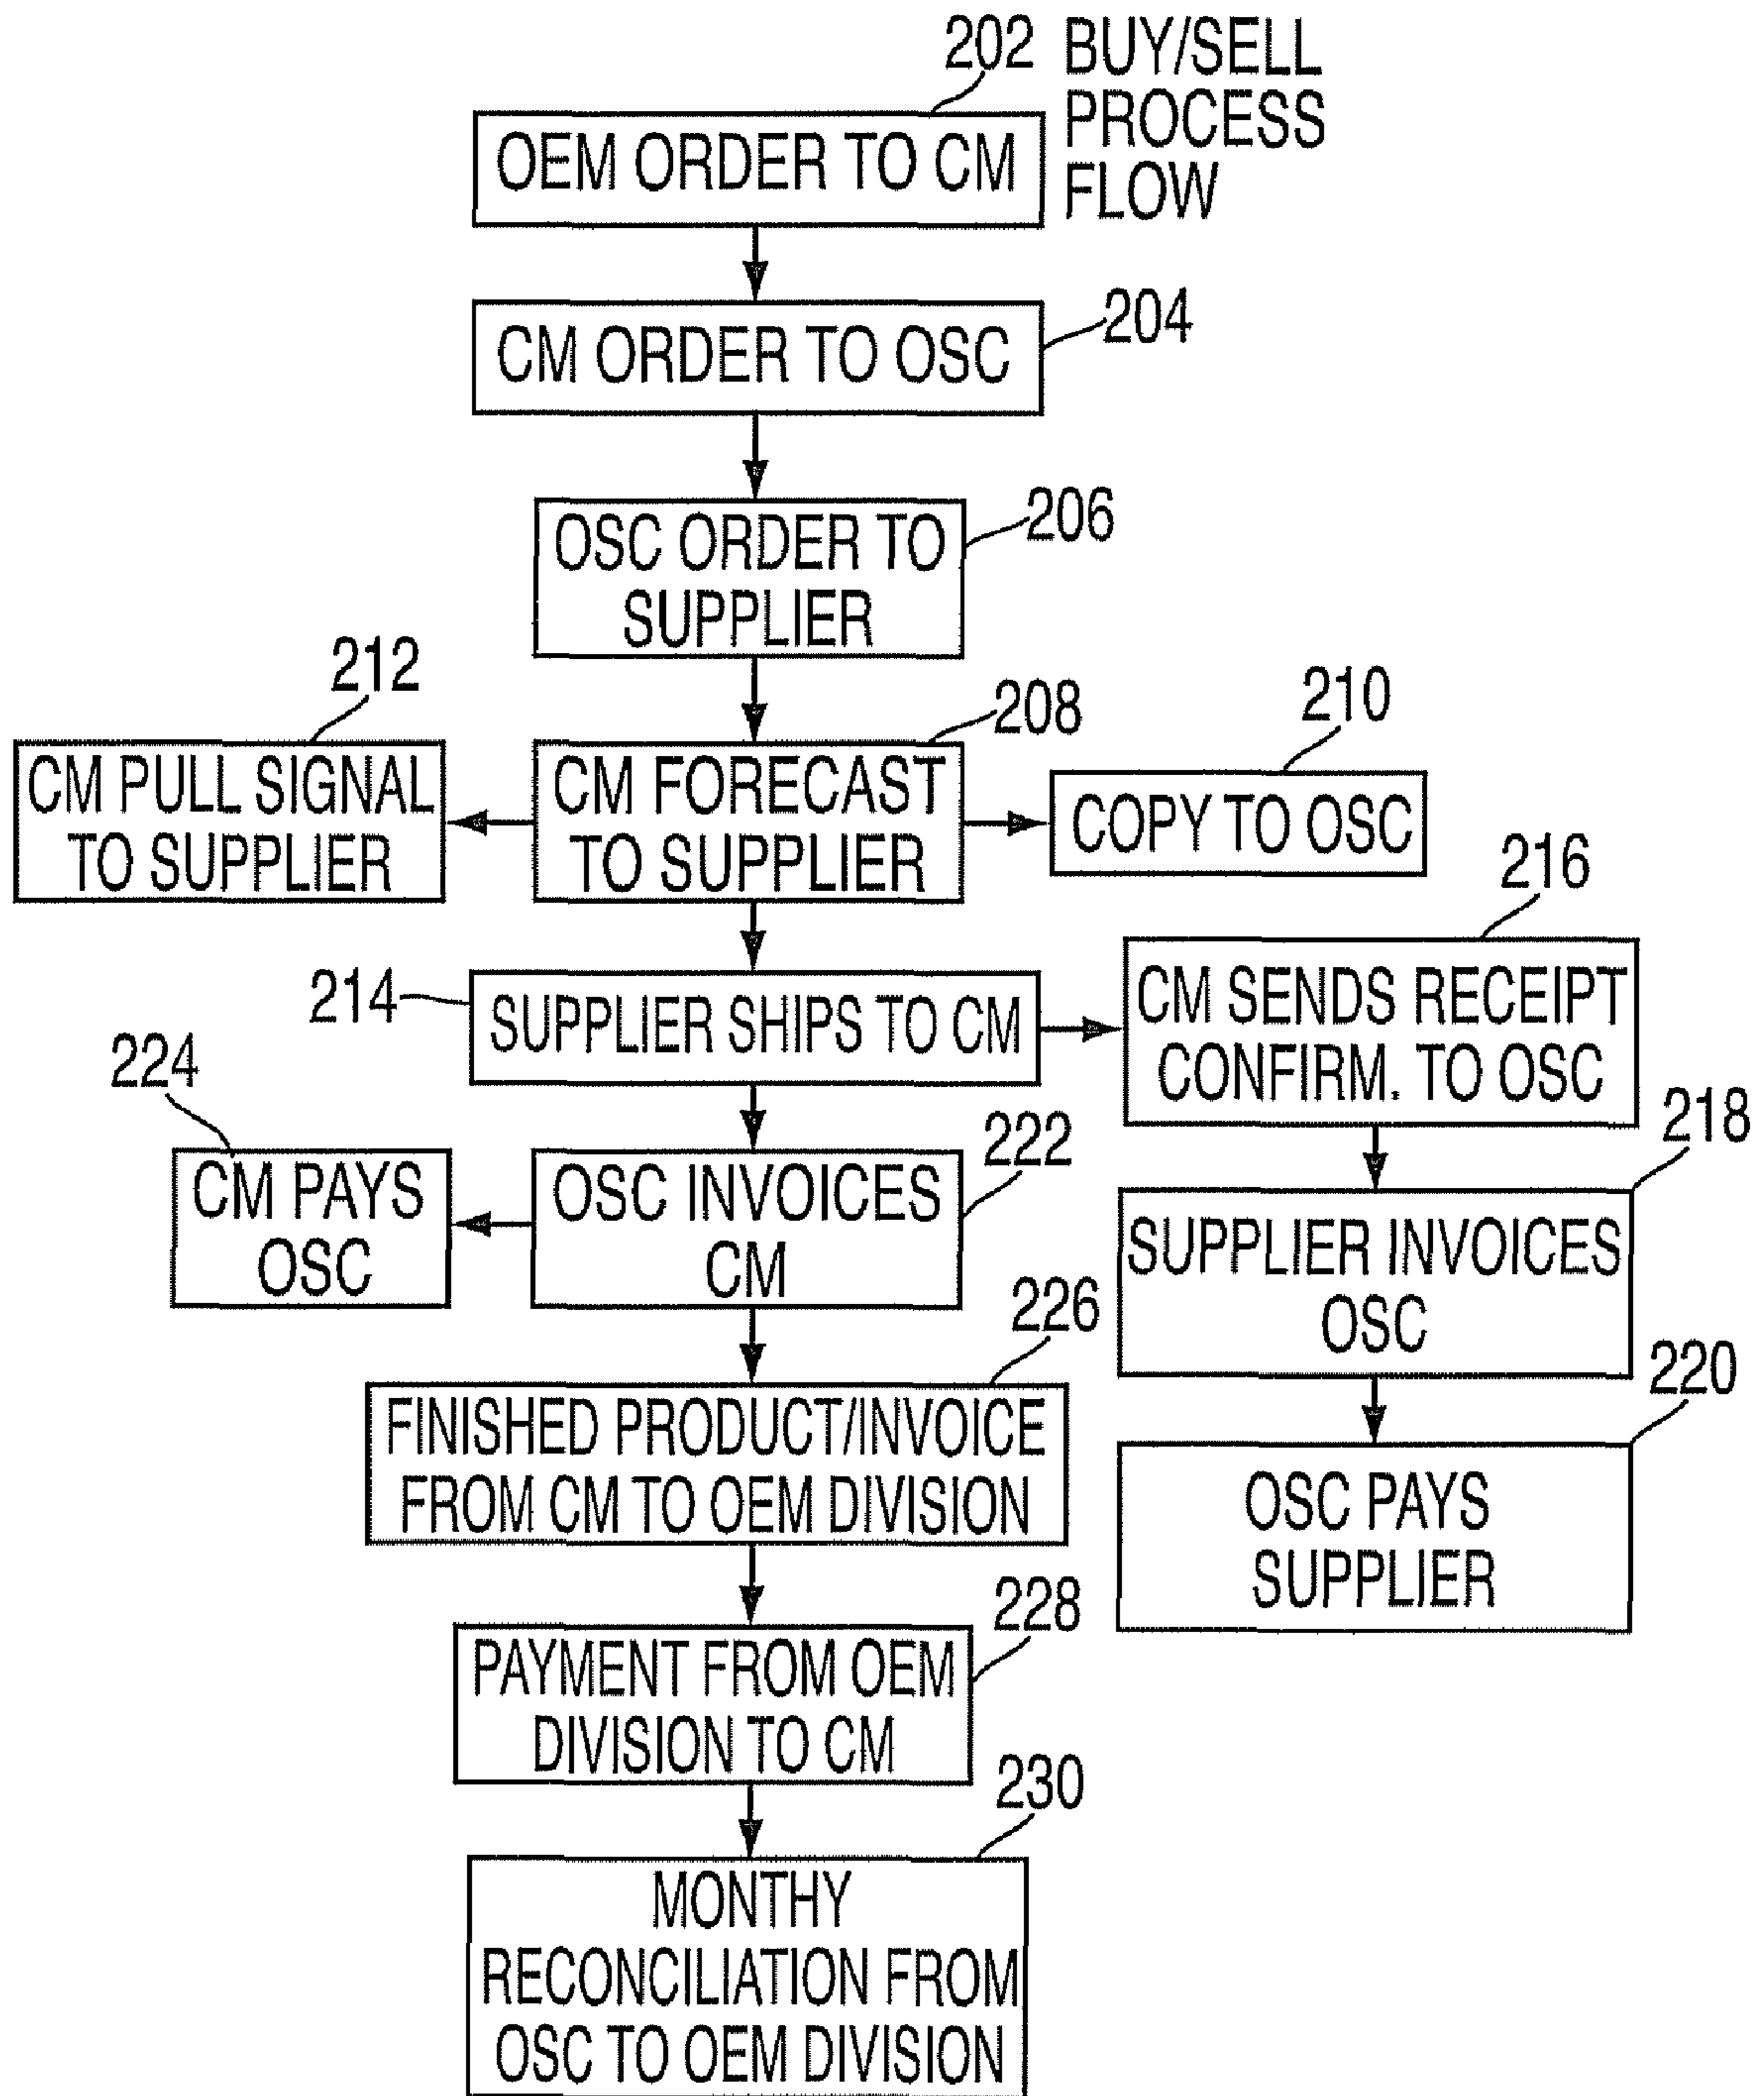 202
BUY/SELL
PROCESS
FLOW
OEM ORDER TO CM
204
CM ORDER TO OSC
206
OSC ORDER TO
SUPPLIER
212
208
210
CM PULL SIGNAL
TO SUPPLIER
CM FORECAST
TO SUPPLIER
COPY TO OSC
216
214
SUPPLIER SHIPS TO CM
CM SENDS RECEIPT
CONFIRM. TO OSC
224
222
218
CM PAYS
OSC
OSC INVOICES
CM
SUPPLIER INVOICES
OSC
226
220
FINISHED PRODUCT/INVOICE
FROM CM TO OEM DIVISION
OSC PAYS
SUPPLIER
228
PAYMENT FROM OEM
DIVISION TO CM
230
MONTHY
RECONCILIATION FROM
OSC TO OEM DIVISION